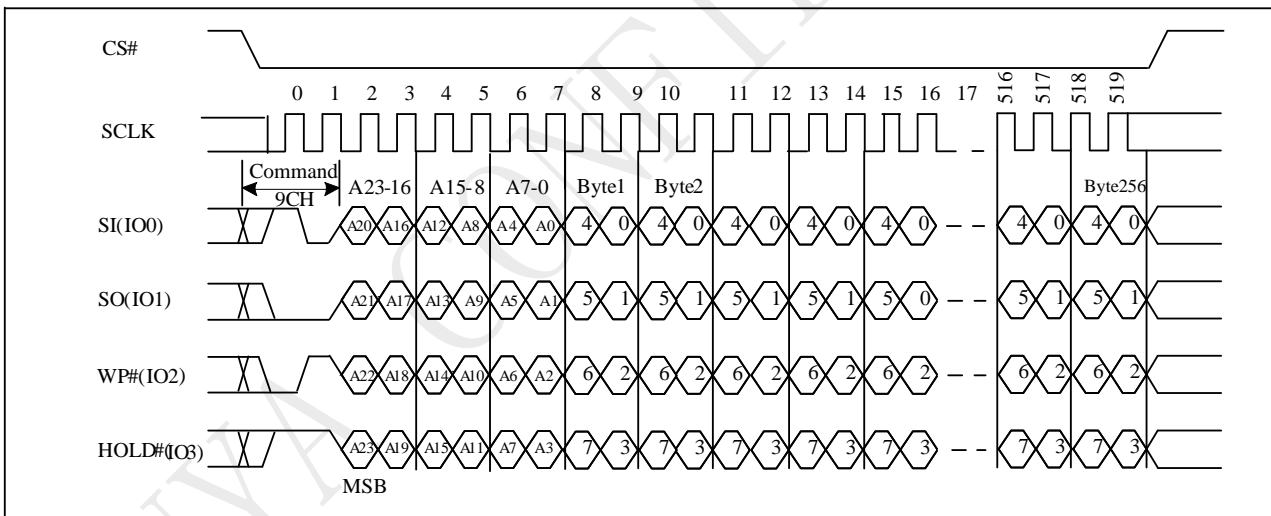 CS#
0 1 2 3 4 5 6 7 8 9 10 11 12 13 14 15 16 17 516 517 518 519
SCLK
Command
9CH
A23-16 A15-8 A7-0 Byte1 Byte2 Byte256
SI(IO0) A20 A16 A12 A8 A4 A0 4 0 4 0 4 0 4 0 4 0 4 0 4 0
SO(IO1) A21 A17 A13 A9 A5 A1 5 1 5 1 5 1 5 1 5 0 5 1 5 1
WP#(IO2) A22 A18 A14 A10 A6 A2 6 2 6 2 6 2 6 2 6 2 6 2 6 2
HOLD#(IO3) A23 A19 A15 A11 A7 A3 7 3 7 3 7 3 7 3 7 3 7 3 7 3
MSB